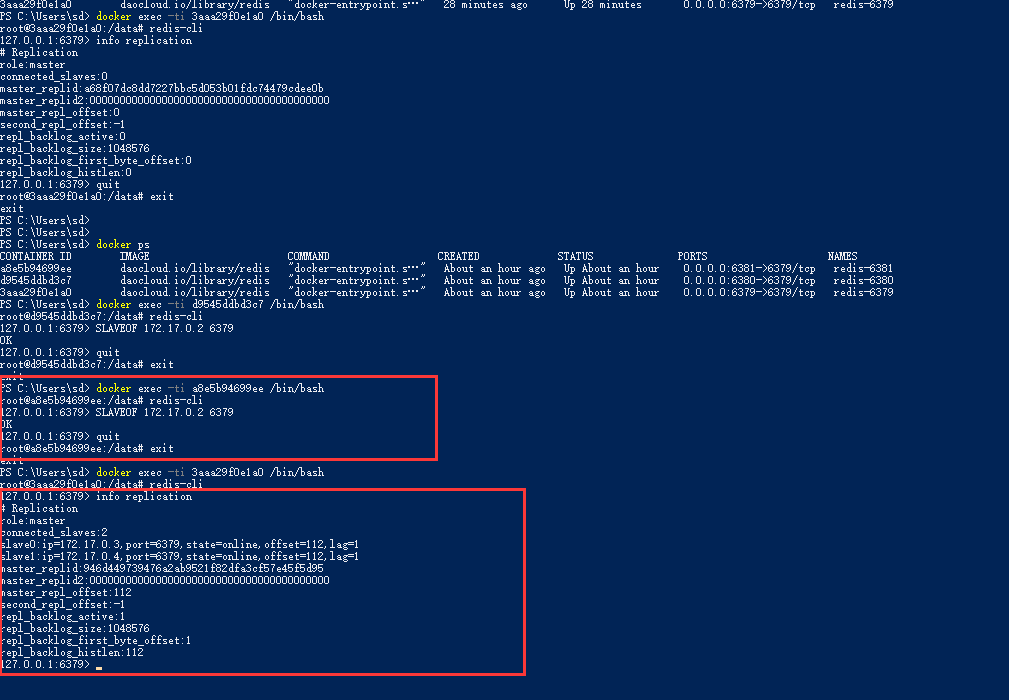 3aaa29f0e1a0        daocloud.io/library/redis   "docker-entrypoint.s…"   28 minutes ago      Up 28 minutes       0.0.0.0:6379->6379/tcp   redis-6379
PS C:\Users\sd> docker exec -ti 3aaa29f0e1a0 /bin/bash
root@3aaa29f0e1a0:/data# redis-cli
127.0.0.1:6379> info replication
# Replication
role:master
connected_slaves:0
master_replid:a68f07dc8dd7227bbc5d053b01fdc74479cdee0b
master_replid2:0000000000000000000000000000000000000000
master_repl_offset:0
second_repl_offset:-1
repl_backlog_active:0
repl_backlog_size:1048576
repl_backlog_first_byte_offset:0
repl_backlog_histlen:0
127.0.0.1:6379> quit
root@3aaa29f0e1a0:/data# exit
exit
PS C:\Users\sd>
PS C:\Users\sd>
PS C:\Users\sd> docker ps
CONTAINER ID        IMAGE                       COMMAND                  CREATED             STATUS              PORTS                    NAMES
a8e5b94699ee        daocloud.io/library/redis   "docker-entrypoint.s…"   About an hour ago   Up About an hour    0.0.0.0:6381->6379/tcp   redis-6381
d9545ddbd3c7        daocloud.io/library/redis   "docker-entrypoint.s…"   About an hour ago   Up About an hour    0.0.0.0:6380->6379/tcp   redis-6380
3aaa29f0e1a0        daocloud.io/library/redis   "docker-entrypoint.s…"   About an hour ago   Up About an hour    0.0.0.0:6379->6379/tcp   redis-6379
PS C:\Users\sd> docker exec -ti d9545ddbd3c7 /bin/bash
root@d9545ddbd3c7:/data# redis-cli
127.0.0.1:6379> SLAVEOF 172.17.0.2 6379
OK
127.0.0.1:6379> quit
root@d9545ddbd3c7:/data# exit
exit
PS C:\Users\sd> docker exec -ti a8e5b94699ee /bin/bash
root@a8e5b94699ee:/data# redis-cli
127.0.0.1:6379> SLAVEOF 172.17.0.2 6379
OK
127.0.0.1:6379> quit
root@a8e5b94699ee:/data# exit
exit
PS C:\Users\sd> docker exec -ti 3aaa29f0e1a0 /bin/bash
root@3aaa29f0e1a0:/data# redis-cli
127.0.0.1:6379> info replication
# Replication
role:master
connected_slaves:2
slave0:ip=172.17.0.3,port=6379,state=online,offset=112,lag=1
slave1:ip=172.17.0.4,port=6379,state=online,offset=112,lag=1
master_replid:946d449739476a2ab9521f82dfa3cf57e45f5d95
master_replid2:0000000000000000000000000000000000000000
master_repl_offset:112
second_repl_offset:-1
repl_backlog_active:1
repl_backlog_size:1048576
repl_backlog_first_byte_offset:1
repl_backlog_histlen:112
127.0.0.1:6379>